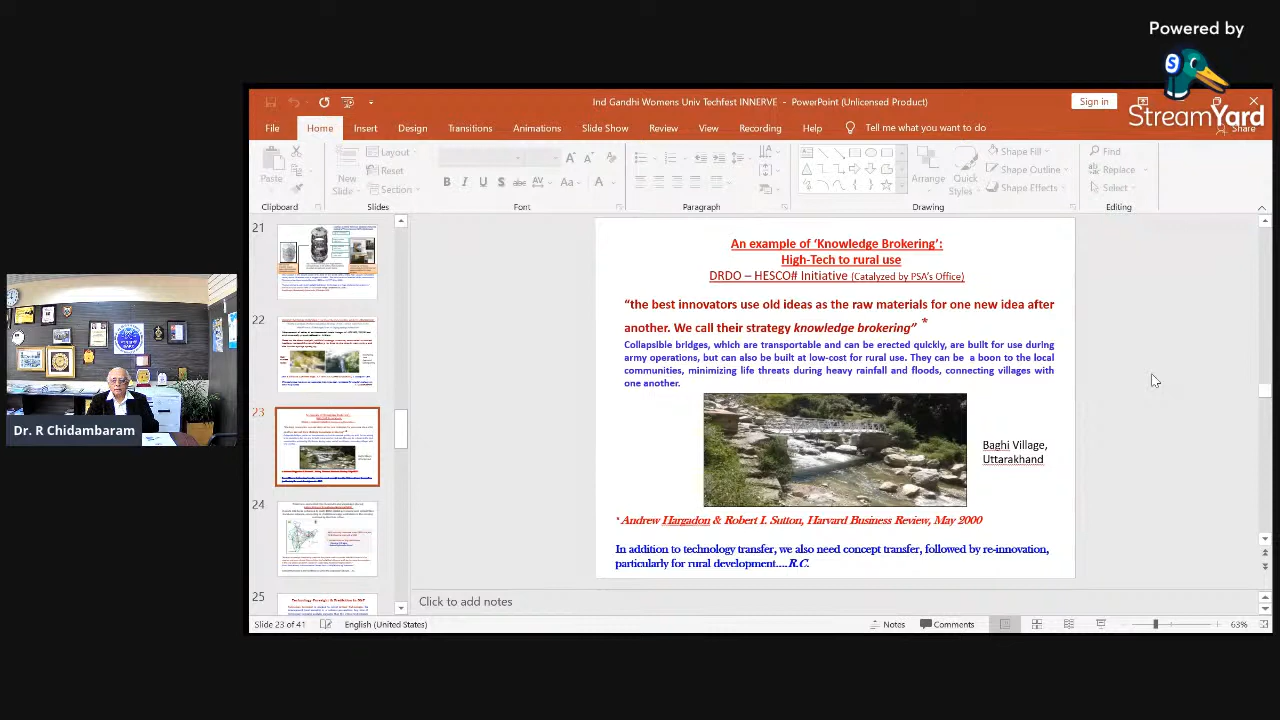 Powered by
StreamYard
Ind Gandhi Womens Univ Techfest INNERVE - PowerPoint (Unlicensed Product)
Sign in
File Home Insert Design Transitions Animations Slide Show Review View Recording Help Tell me what you want to do
Share
Paste
Clipboard
New Slide
Layout
Reset
Section
Slides
B I U S abc AV Aa A
Font
Paragraph
Arrange
Quick Styles
Shape Fill
Shape Outline
Shape Effects
Drawing
Find
Replace
Select
Editing
21
22
23
24
25
An example of ‘Knowledge Brokering’:
High-Tech to rural use
DRDO – LESA Initiative (Catalized by PSA's Office)
“the best innovators use old ideas as the raw materials for one new idea after
another. We call their strategy knowledge brokering” *
Collapsible bridges, which are transportable and can be erected quickly, are built for use during
army operations, but can also be built at low-cost for rural use. They can be a boon to the local
communities, minimizing life threats during heavy rainfall and floods, connecting villages with
one another.
Village,
Uttarakhand
*Andrew Hargadon & Robert I. Sutton, Harvard Business Review, May 2000
In addition to technology transfer, we also need concept transfer, followed by re-innovation,
particularly for rural development....R.C.
Dr. R Chidambaram
Click to add notes
Slide 23 of 41 English (United States) Notes Comments 63%